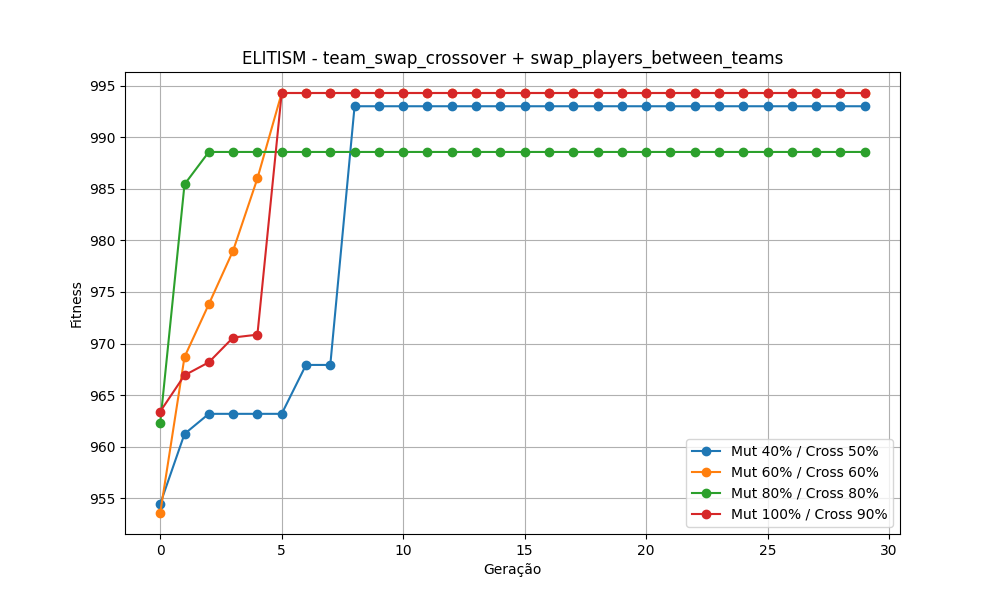 ELITISM - team_swap_crossover + swap_players_between_teams
995
990
985
980
975
970
965
960
955
Fitness
0
5
10
15
20
25
30
Geração
Mut 40% / Cross 50%
Mut 60% / Cross 60%
Mut 80% / Cross 80%
Mut 100% / Cross 90%